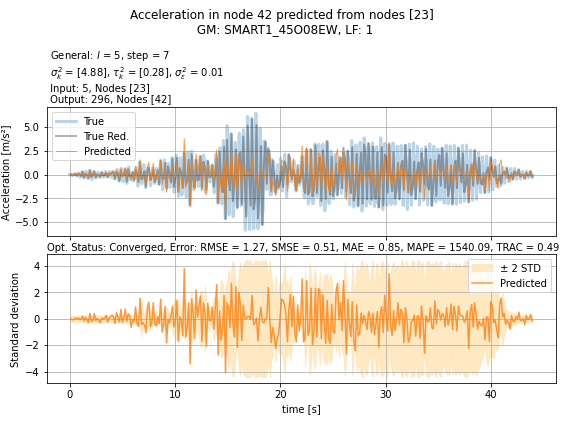 Acceleration in node 42 predicted from nodes [23]
GM: SMART1_45O08EW, LF: 1
General: l = 5, step = 7
σ²ₖ = [4.88], τ²ₖ = [0.28], σ²ε = 0.01
Input: 5, Nodes [23]
Output: 296, Nodes [42]
True
True Red.
Predicted
Acceleration [m/s²]
5.0
2.5
0.0
−2.5
−5.0
Opt. Status: Converged, Error: RMSE = 1.27, SMSE = 0.51, MAE = 0.85, MAPE = 1540.09, TRAC = 0.49
± 2 STD
Predicted
Standard deviation
4
2
0
−2
−4
0 10 20 30 40
time [s]